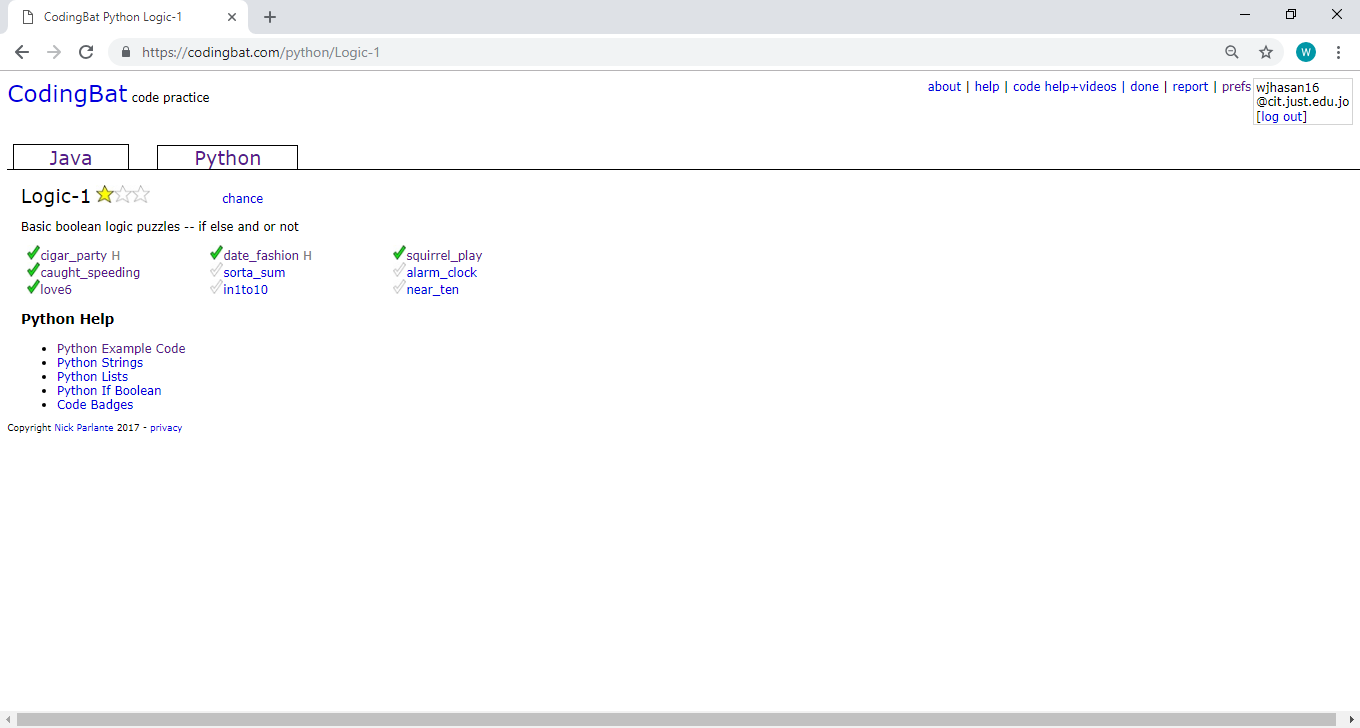 CodingBat Python Logic-1
https://codingbat.com/python/Logic-1
W
CodingBat code practice
about | help | code help+videos | done | report | prefs
wjhasan16
@cit.just.edu.jo
[log out]
Java
Python
Logic-1
chance
Basic boolean logic puzzles -- if else and or not
cigar_party H date_fashion H squirrel_play
caught_speeding sorta_sum alarm_clock
love6 in1to10 near_ten
Python Help
Python Example Code
Python Strings
Python Lists
Python If Boolean
Code Badges
Copyright Nick Parlante 2017 - privacy